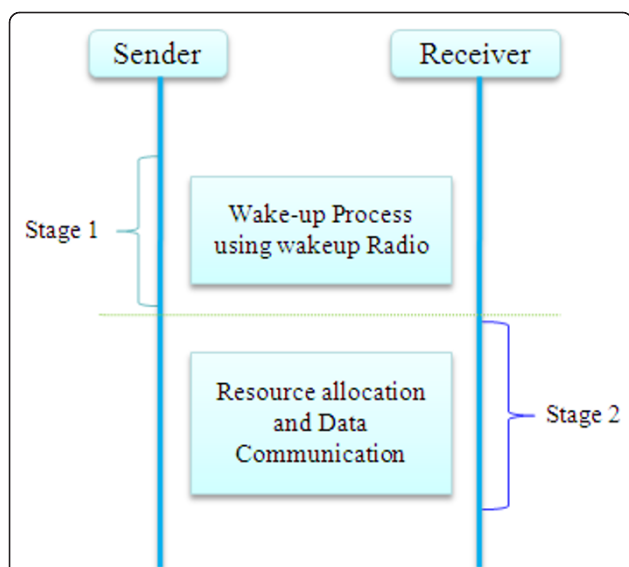 Sender
Receiver
Stage 1
Wake-up Process
using wakeup Radio
Resource allocation
and Data
Communication
Stage 2